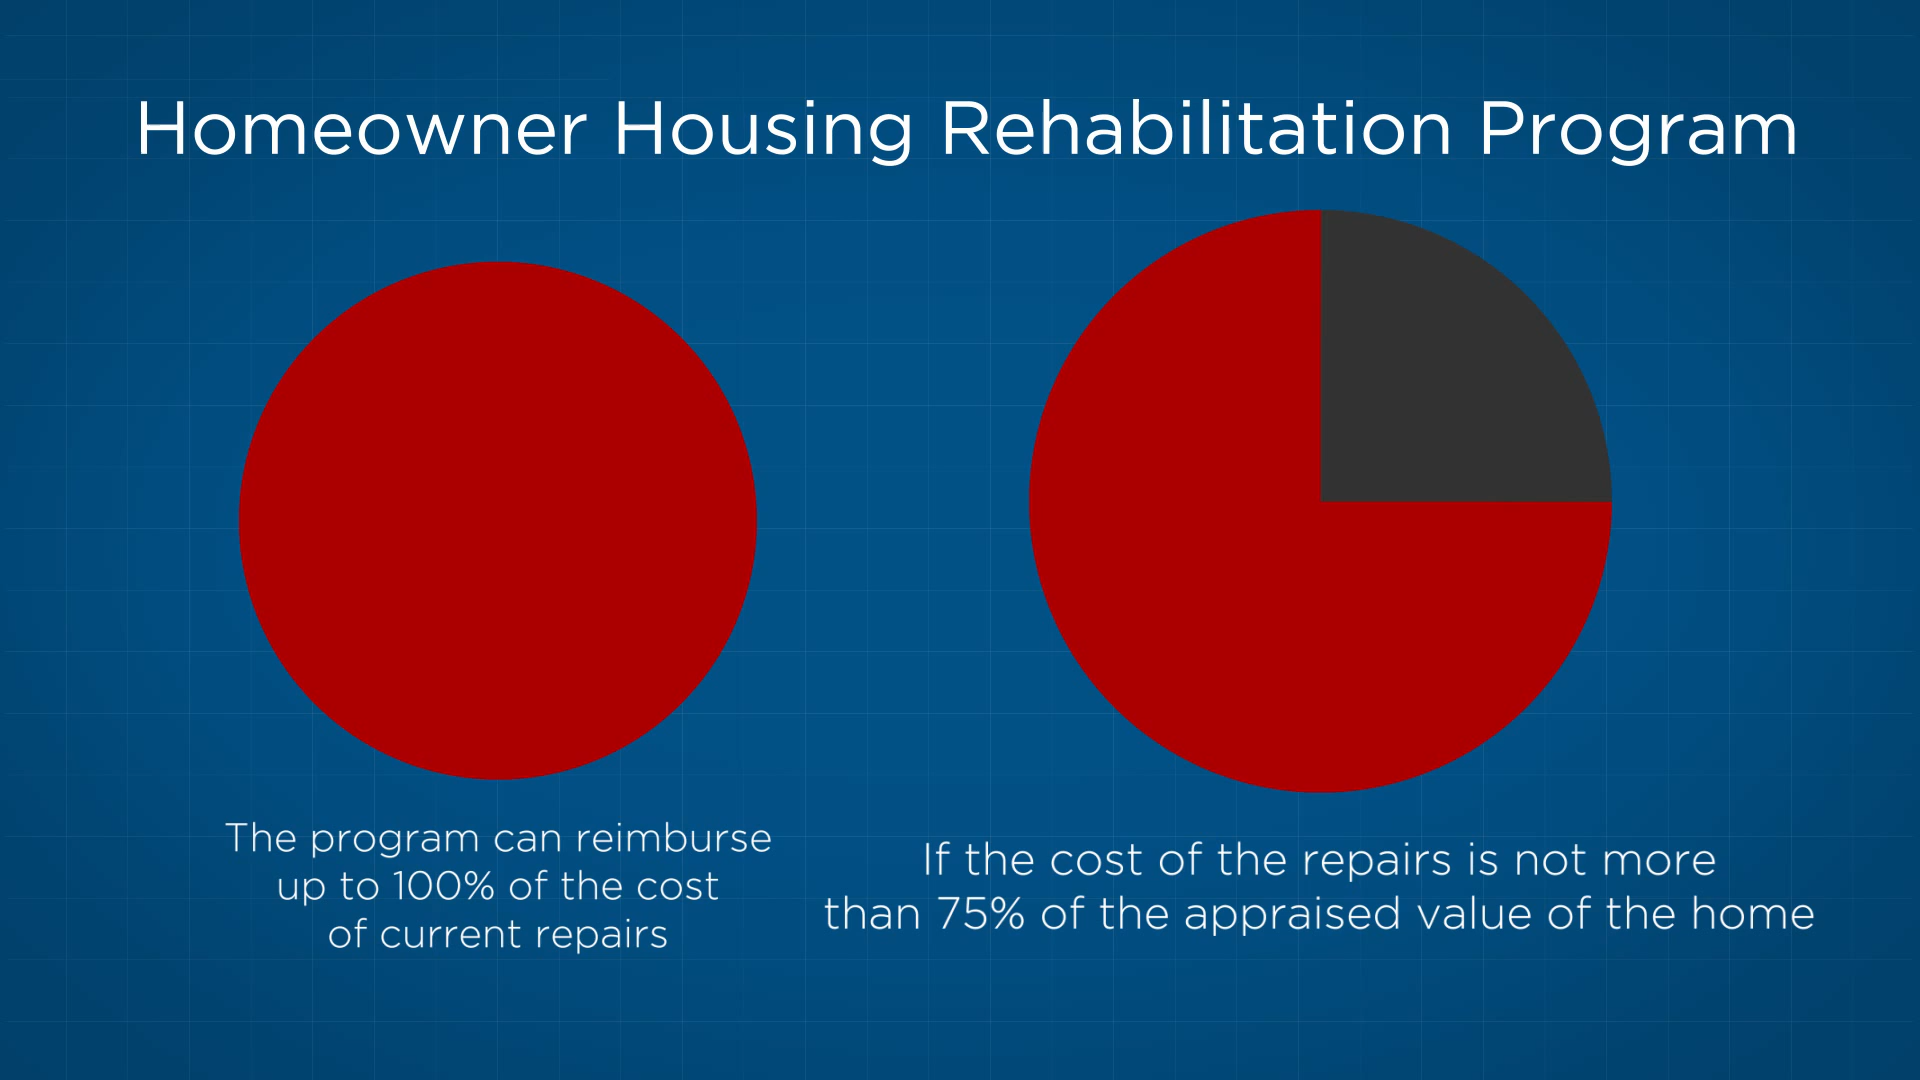 Homeowner Housing Rehabilitation Program
The program can reimburse
up to 100% of the cost
of current repairs
If the cost of the repairs is not more
than 75% of the appraised value of the home